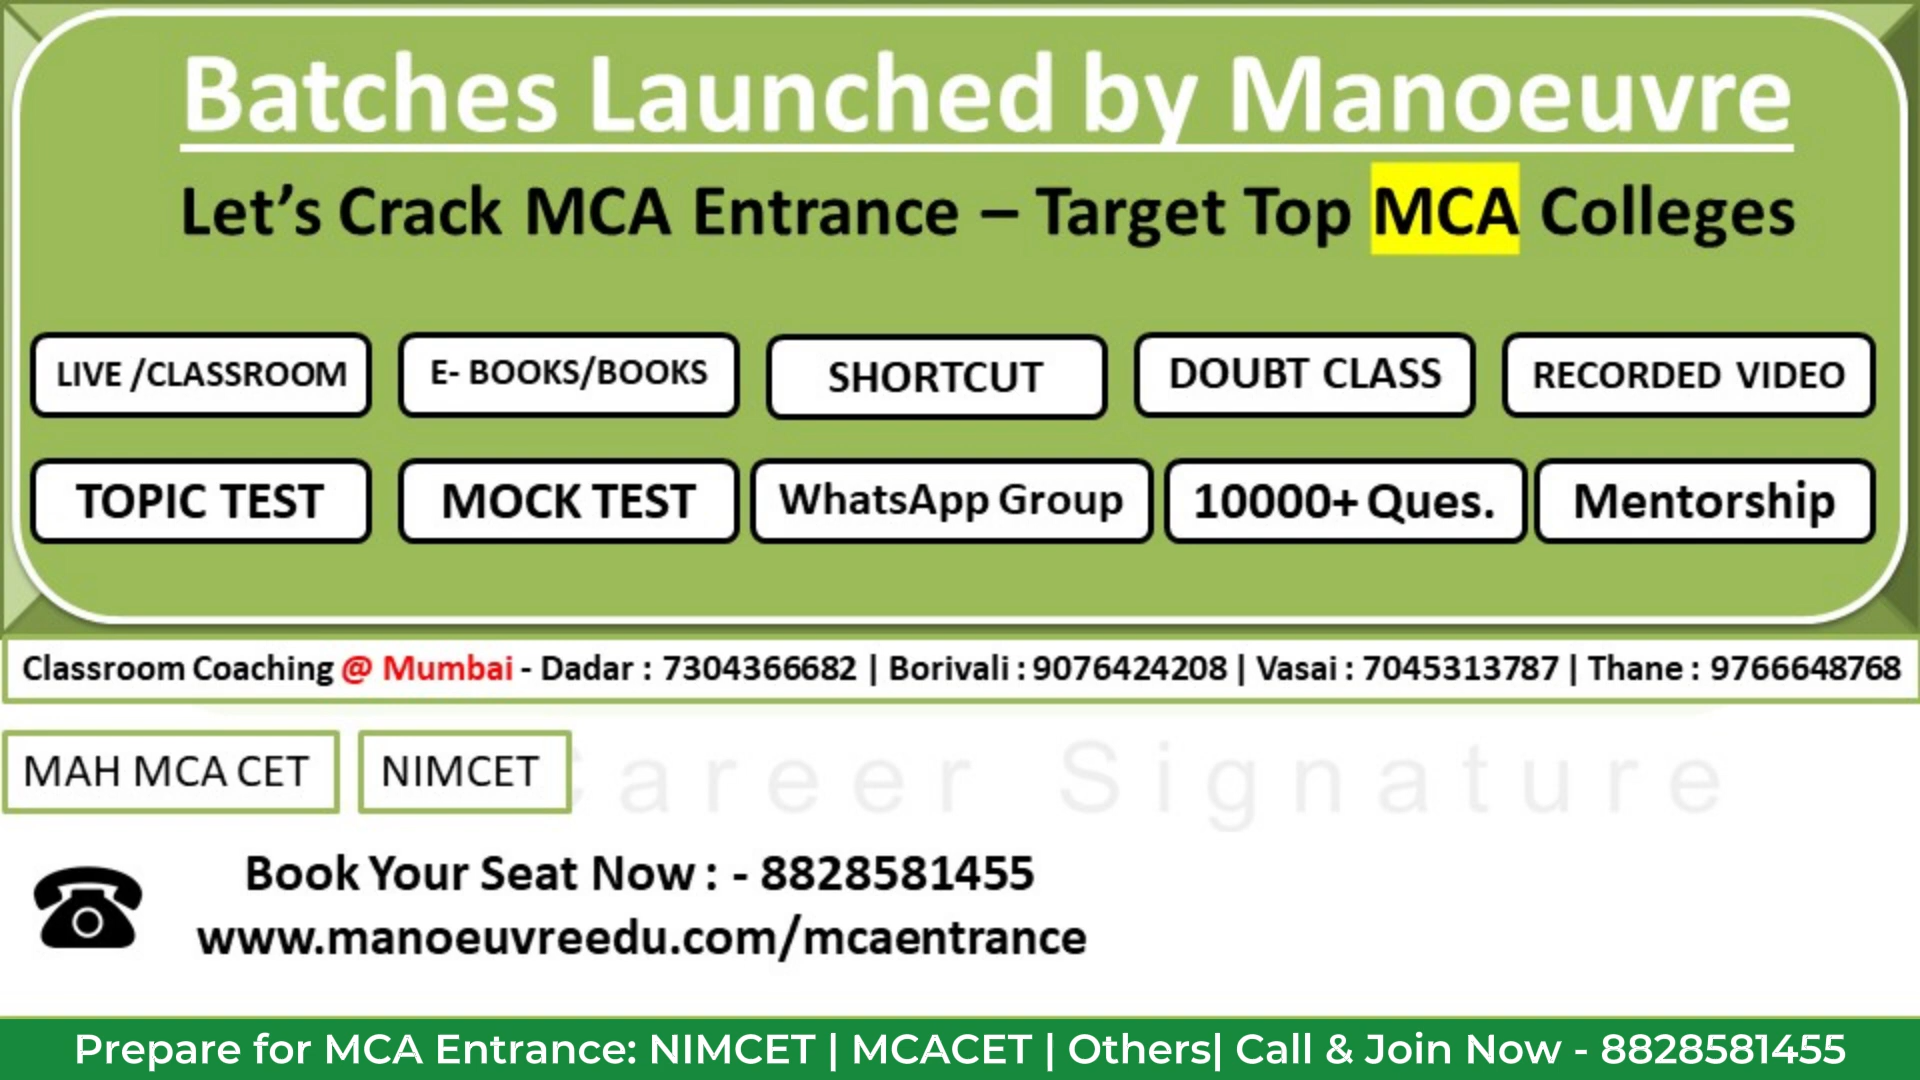 Batches Launched by Manoeuvre
Let's Crack MCA Entrance – Target Top MCA Colleges
LIVE /CLASSROOM
E- BOOKS/BOOKS
SHORTCUT
DOUBT CLASS
RECORDED VIDEO
TOPIC TEST
MOCK TEST
WhatsApp Group
10000+ Ques.
Mentorship
Classroom Coaching @ Mumbai - Dadar : 7304366682 | Borivali : 9076424208 | Vasai : 7045313787 | Thane : 9766648768
MAH MCA CET
NIMCET
areer Signature
Book Your Seat Now : - 8828581455
www.manoeuvreedu.com/mcaentrance
Prepare for MCA Entrance: NIMCET | MCACET | Others| Call & Join Now - 8828581455